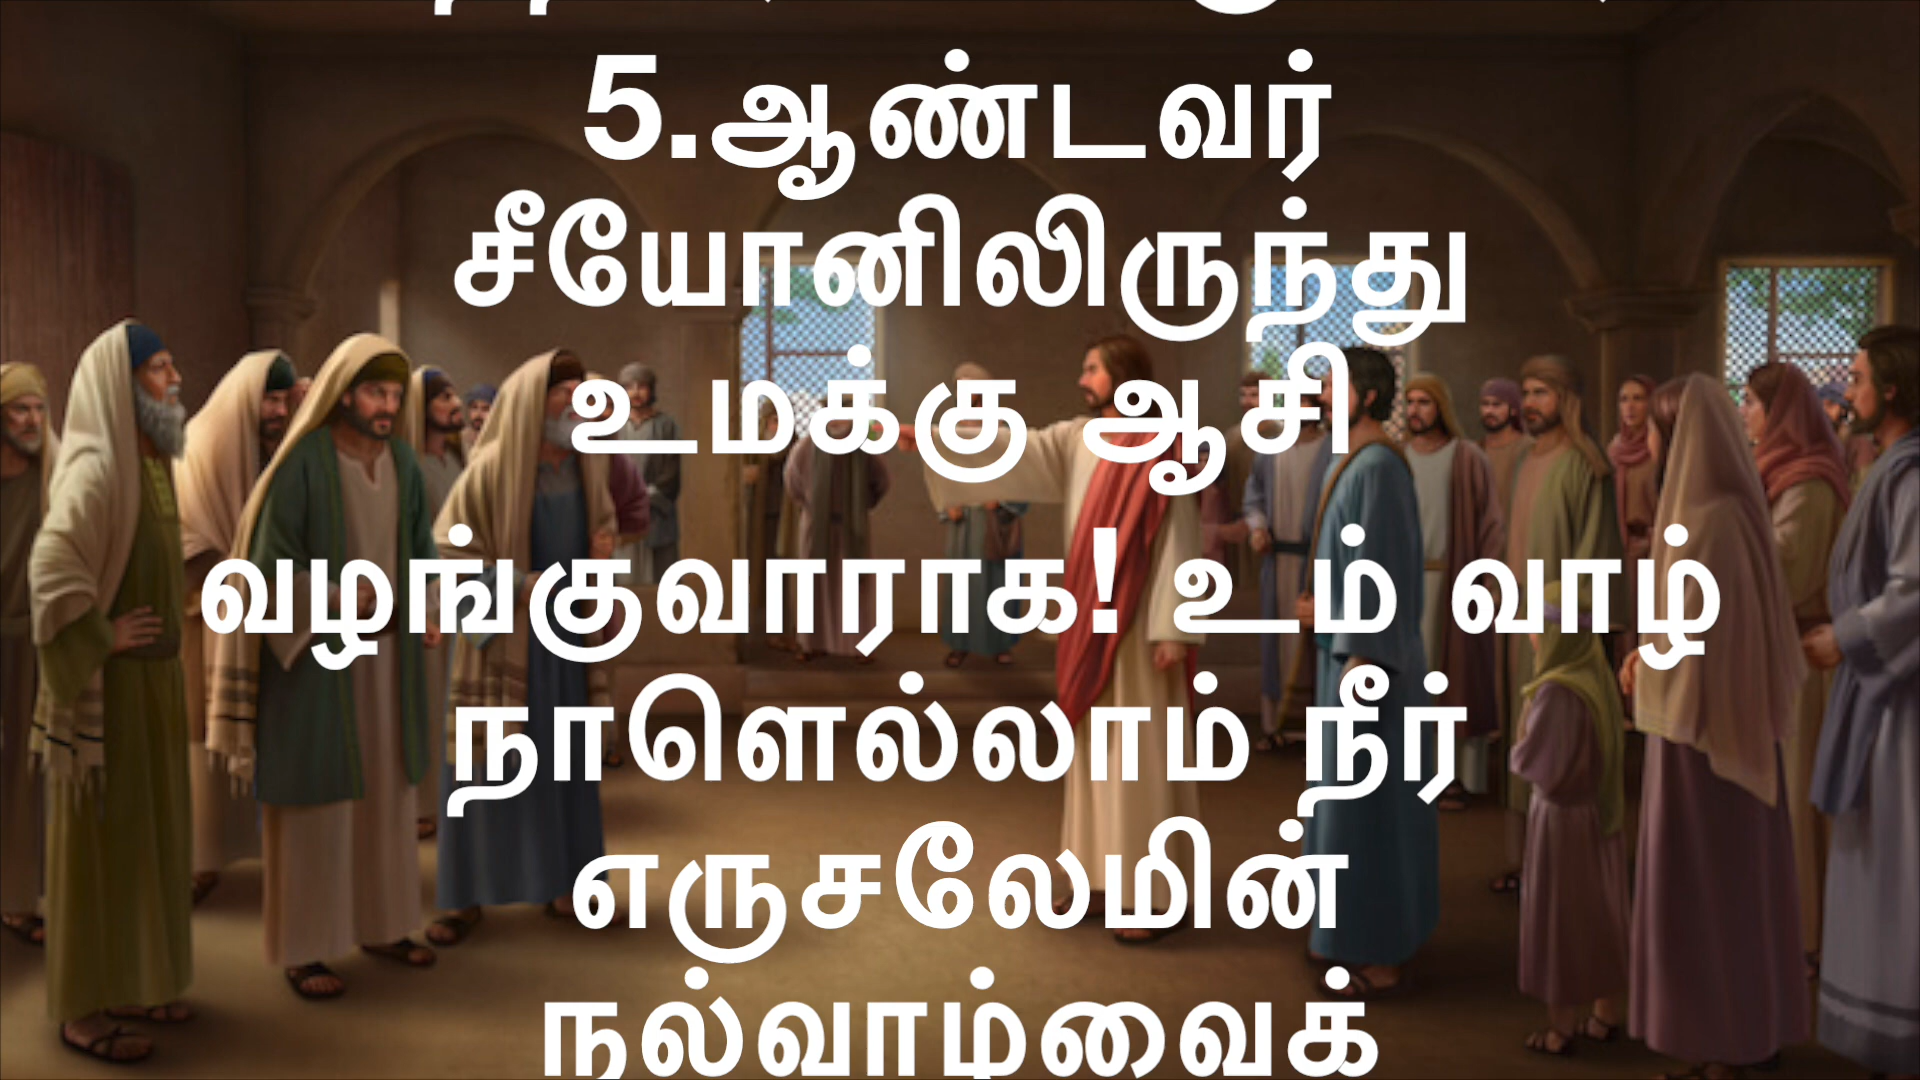 5.ஆண்டவர்
சீயோனிலிருந்து
உமக்கு ஆசி
வழங்குவாராக! உம் வாழ்
நாளெல்லாம் நீர்
எருசலேமின்
நல்வாழ்வைக்